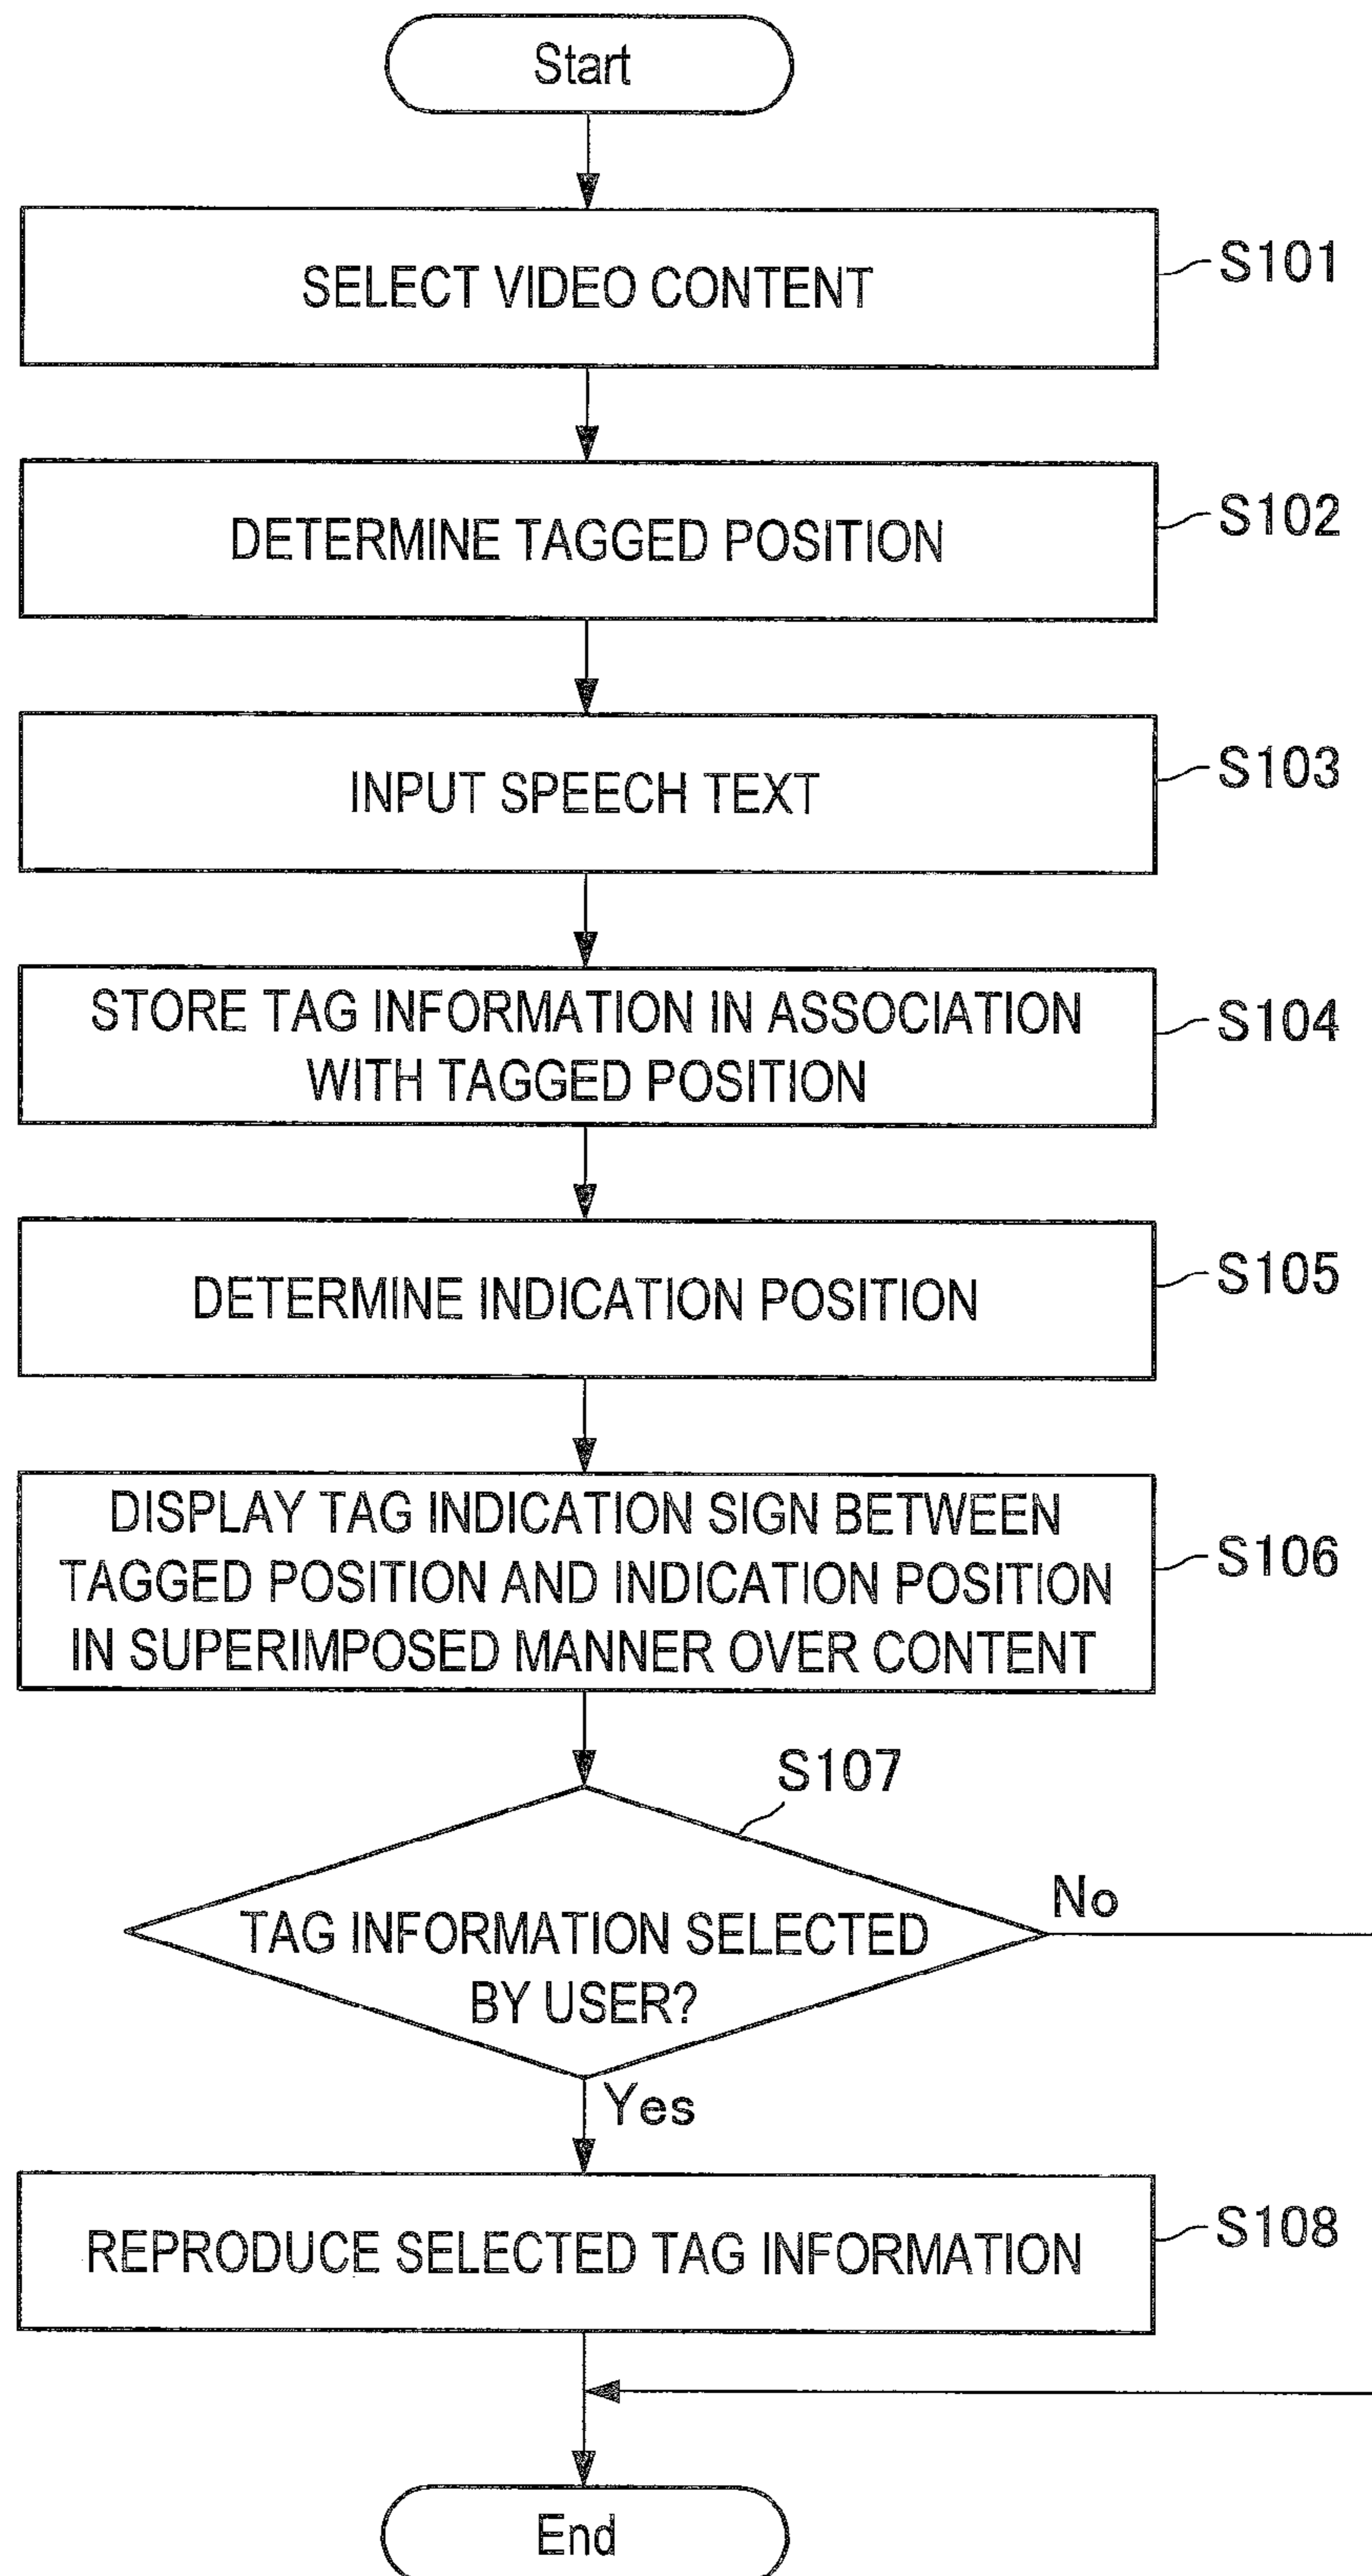 Start
SELECT VIDEO CONTENT
S101
DETERMINE TAGGED POSITION
S102
INPUT SPEECH TEXT
S103
STORE TAG INFORMATION IN ASSOCIATION
WITH TAGGED POSITION
S104
DETERMINE INDICATION POSITION
S105
DISPLAY TAG INDICATION SIGN BETWEEN
TAGGED POSITION AND INDICATION POSITION
IN SUPERIMPOSED MANNER OVER CONTENT
S106
S107
TAG INFORMATION SELECTED
BY USER?
No
Yes
REPRODUCE SELECTED TAG INFORMATION
S108
End